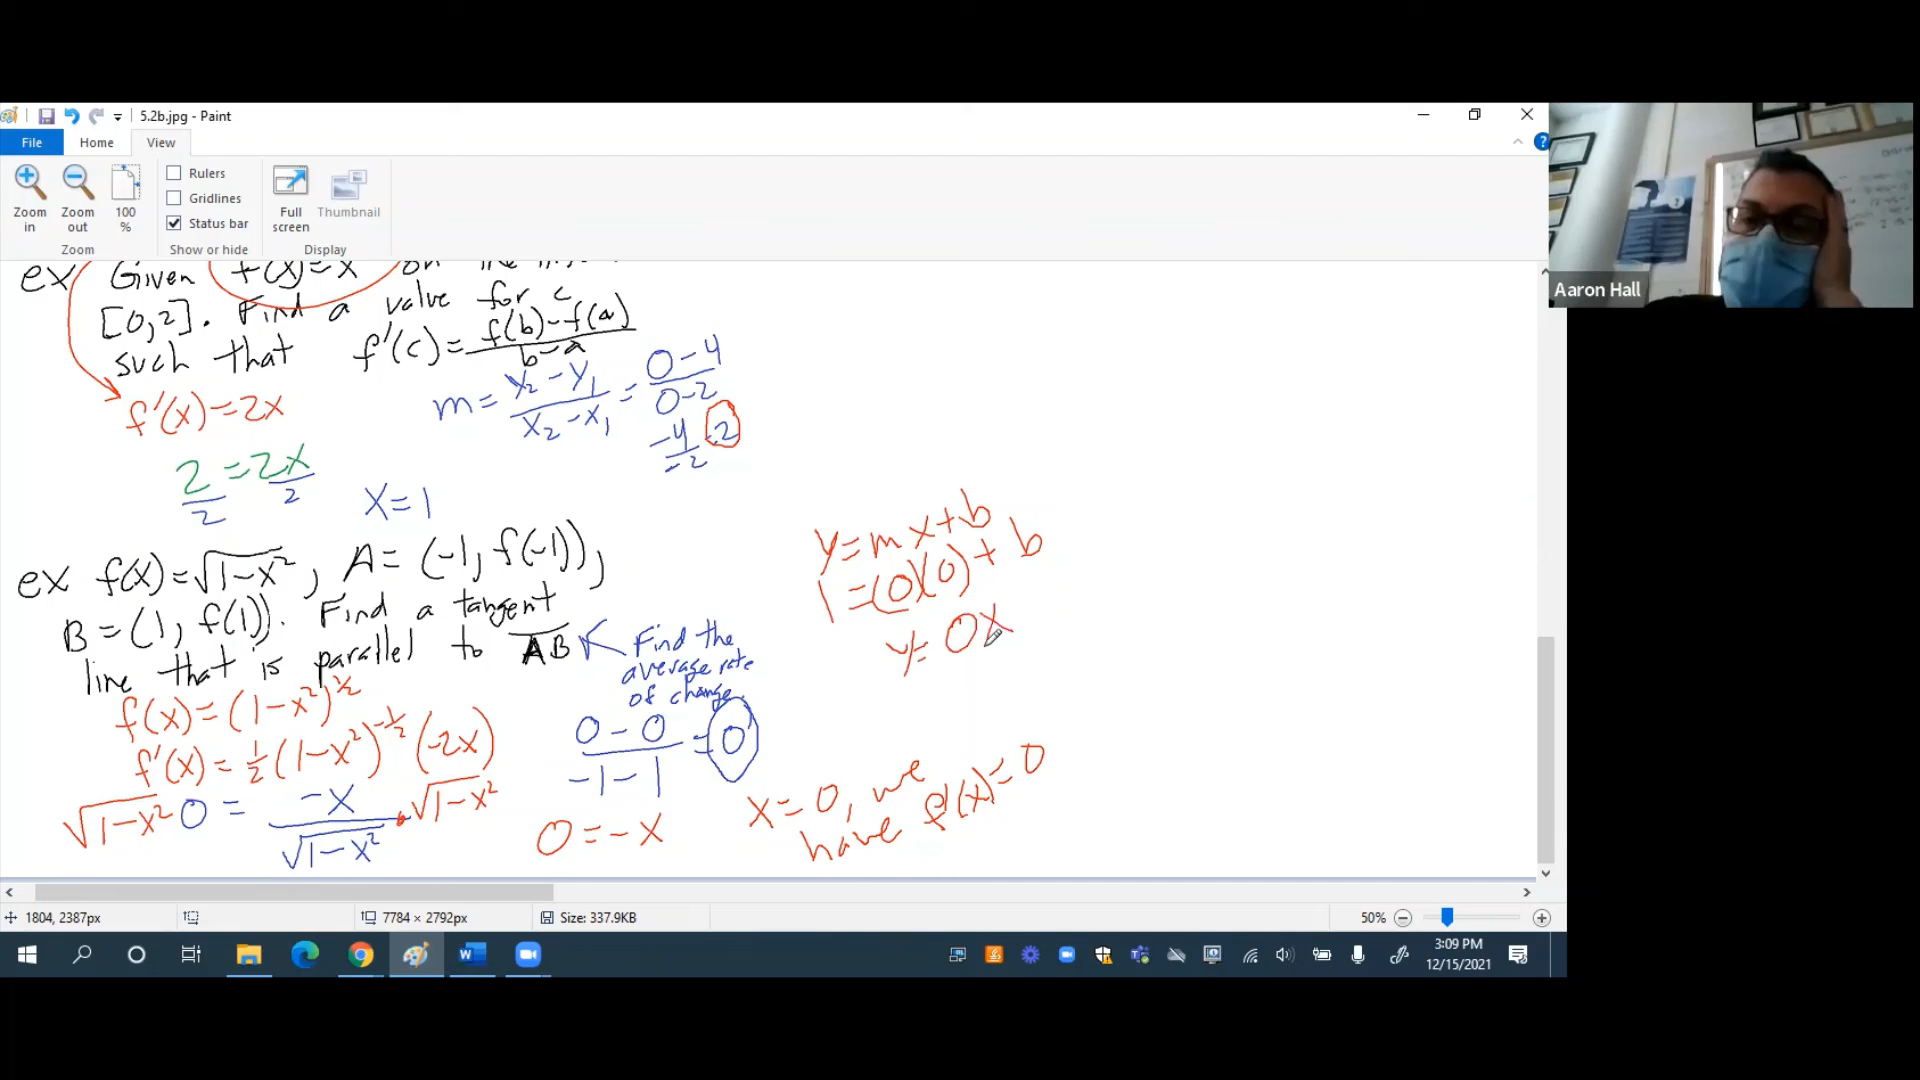 5.2b.jpg - Paint
File Home View
Rulers
Gridlines
Status bar
Zoom in
Zoom out
100 %
Full screen
Thumbnail
Zoom
Show or hide
Display
Aaron Hall
ex Given f(x)=x
[0,2]. Find a value for c
such that f'(c) = f(b)-f(a) / b-a
f'(x) = 2x
m = y2-y1 / x2-x1 = 0-4 / 0-2
-4 / -2 = 2
2/2 = 2x/2
x=1
ex f(x)=√1-x², A=(-1, f(-1)),
B=(1, f(1)). Find a tangent
line that is parallel to AB
Find the
average rate
of change
f(x)=(1-x²)^1/2
f'(x)=1/2(1-x²)^-1/2(-2x)
√1-x² 0 = -x / √1-x² · √1-x²
0-0 / -1-1 = 0
0=-x
x=0, we
have f'(x)=0
y=mx+b
1=(0)(0)+b
y=0x
1804, 2387px
7784 × 2792px
Size: 337.9KB
50%
3:09 PM
12/15/2021